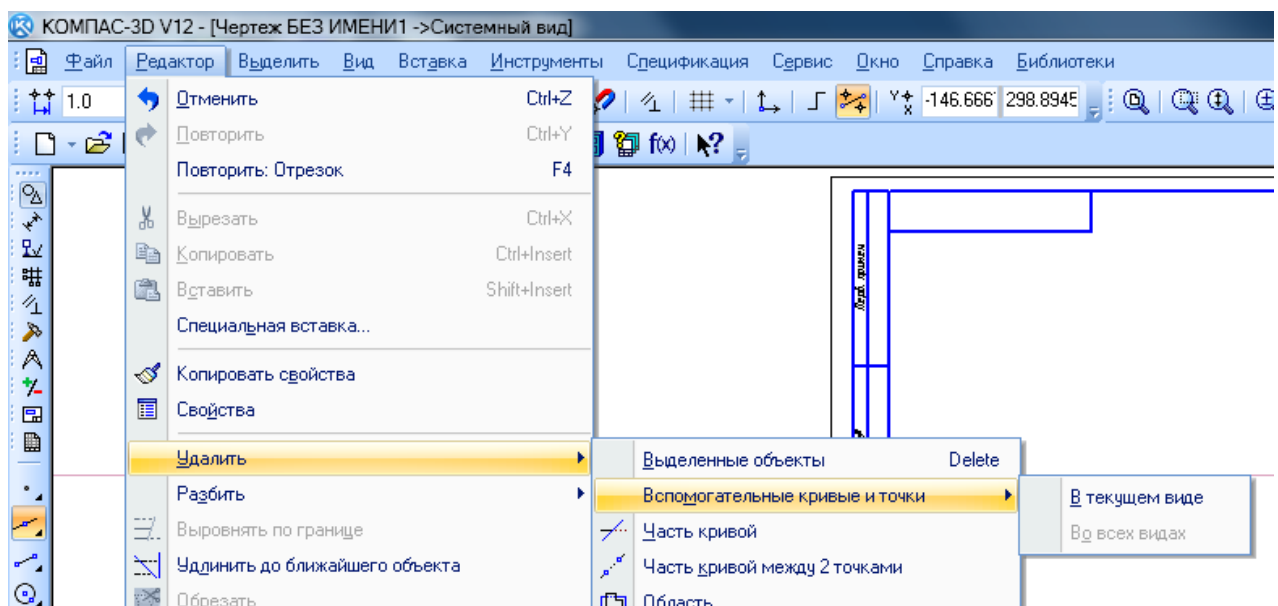 КОМПАС-3D V12 - [Чертеж БЕЗ ИМЕНИ1 ->Системный вид]
Файл Редактор Выделить Вид Вставка Инструменты Спецификация Сервис Окно Справка Библиотеки
1.0
-146.666 298.8945
f(x)
Отменить Ctrl+Z
Повторить Ctrl+Y
Повторить: Отрезок F4
Вырезать Ctrl+X
Копировать Ctrl+Insert
Вставить Shift+Insert
Специальная вставка...
Копировать свойства
Свойства
Удалить
Разбить
Выровнять по границе
Удлинить до ближайшего объекта
Обрезать
Выделенные объекты Delete
Вспомогательные кривые и точки
Часть кривой
Часть кривой между 2 точками
Область
В текущем виде
Во всех видах
Перв. примен.